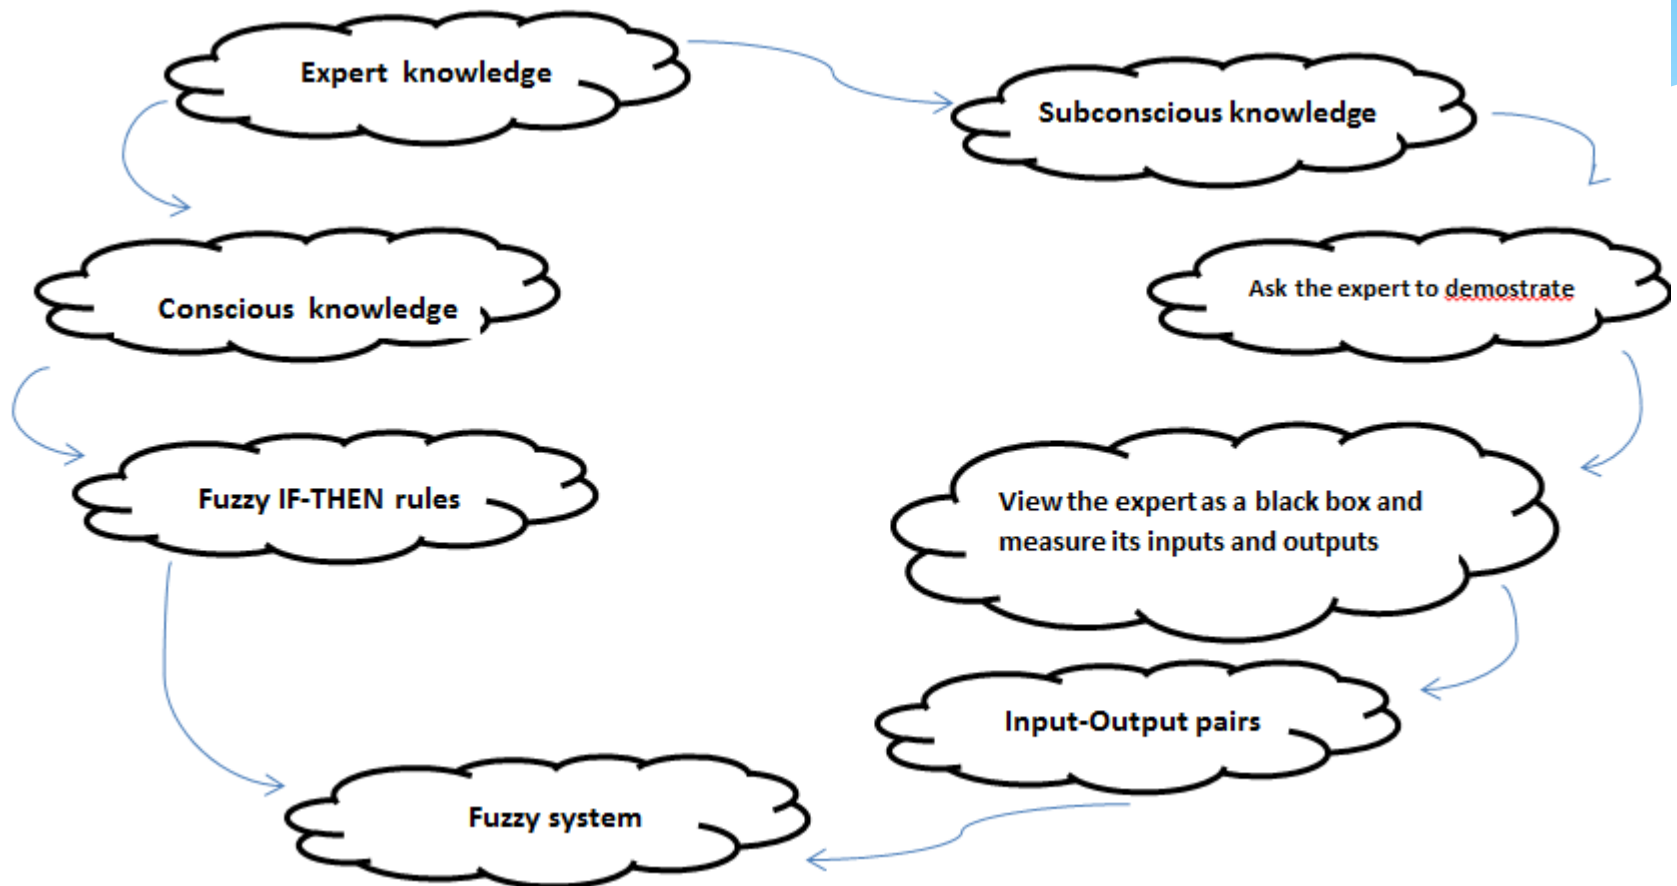 Expert knowledge
Subconscious knowledge
Conscious knowledge
Ask the expert to demostrate
Fuzzy IF-THEN rules
View the expert as a black box and
measure its inputs and outputs
Input-Output pairs
Fuzzy system